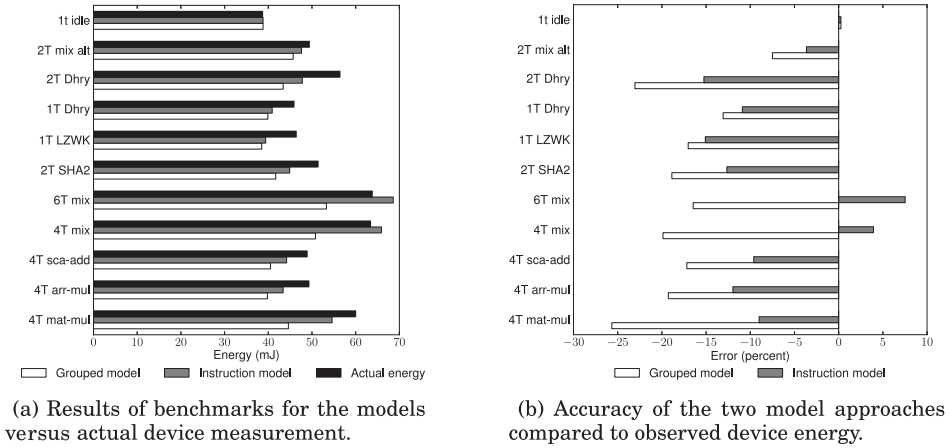 1t idle
2T mix alt
2T Dhry
1T Dhry
1T LZWK
2T SHA2
6T mix
4T mix
4T sca-add
4T arr-mul
4T mat-mul
0 10 20 30 40 50 60 70
Energy (mJ)
Grouped model Instruction model Actual energy
(a) Results of benchmarks for the models
versus actual device measurement.
1t idle
2T mix alt
2T Dhry
1T Dhry
1T LZWK
2T SHA2
6T mix
4T mix
4T sca-add
4T arr-mul
4T mat-mul
−30 −25 −20 −15 −10 −5 0 5 10
Error (percent)
Grouped model Instruction model
(b) Accuracy of the two model approaches
compared to observed device energy.